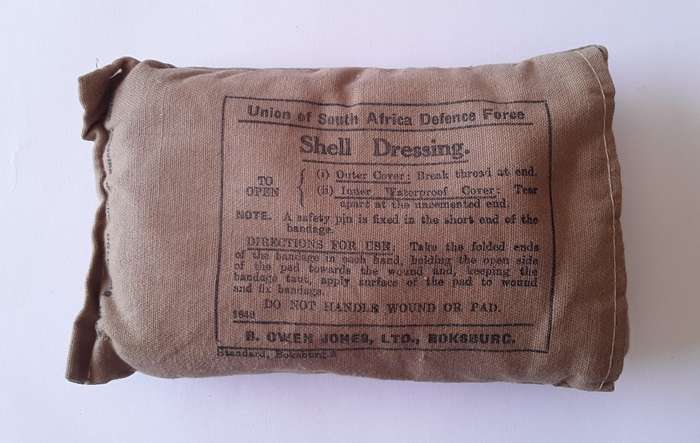 Union of South Africa Defence Force
Shell Dressing.
TO OPEN { (i) Outer Cover: Break thread at end.
(ii) Inner Waterproof Cover: Tear
apart at the uncemented end.
NOTE. A safety pin is fixed in the short end of the
bandage.
DIRECTIONS FOR USE: Take the folded ends
of the bandage in each hand, holding the open side
of the pad towards the wound and, keeping the
bandage taut, apply surface of the pad to wound
and fix bandage.
DO NOT HANDLE WOUND OR PAD.
B. OWEN JONES, LTD., BOKSBURG.
Standard, Boksburg